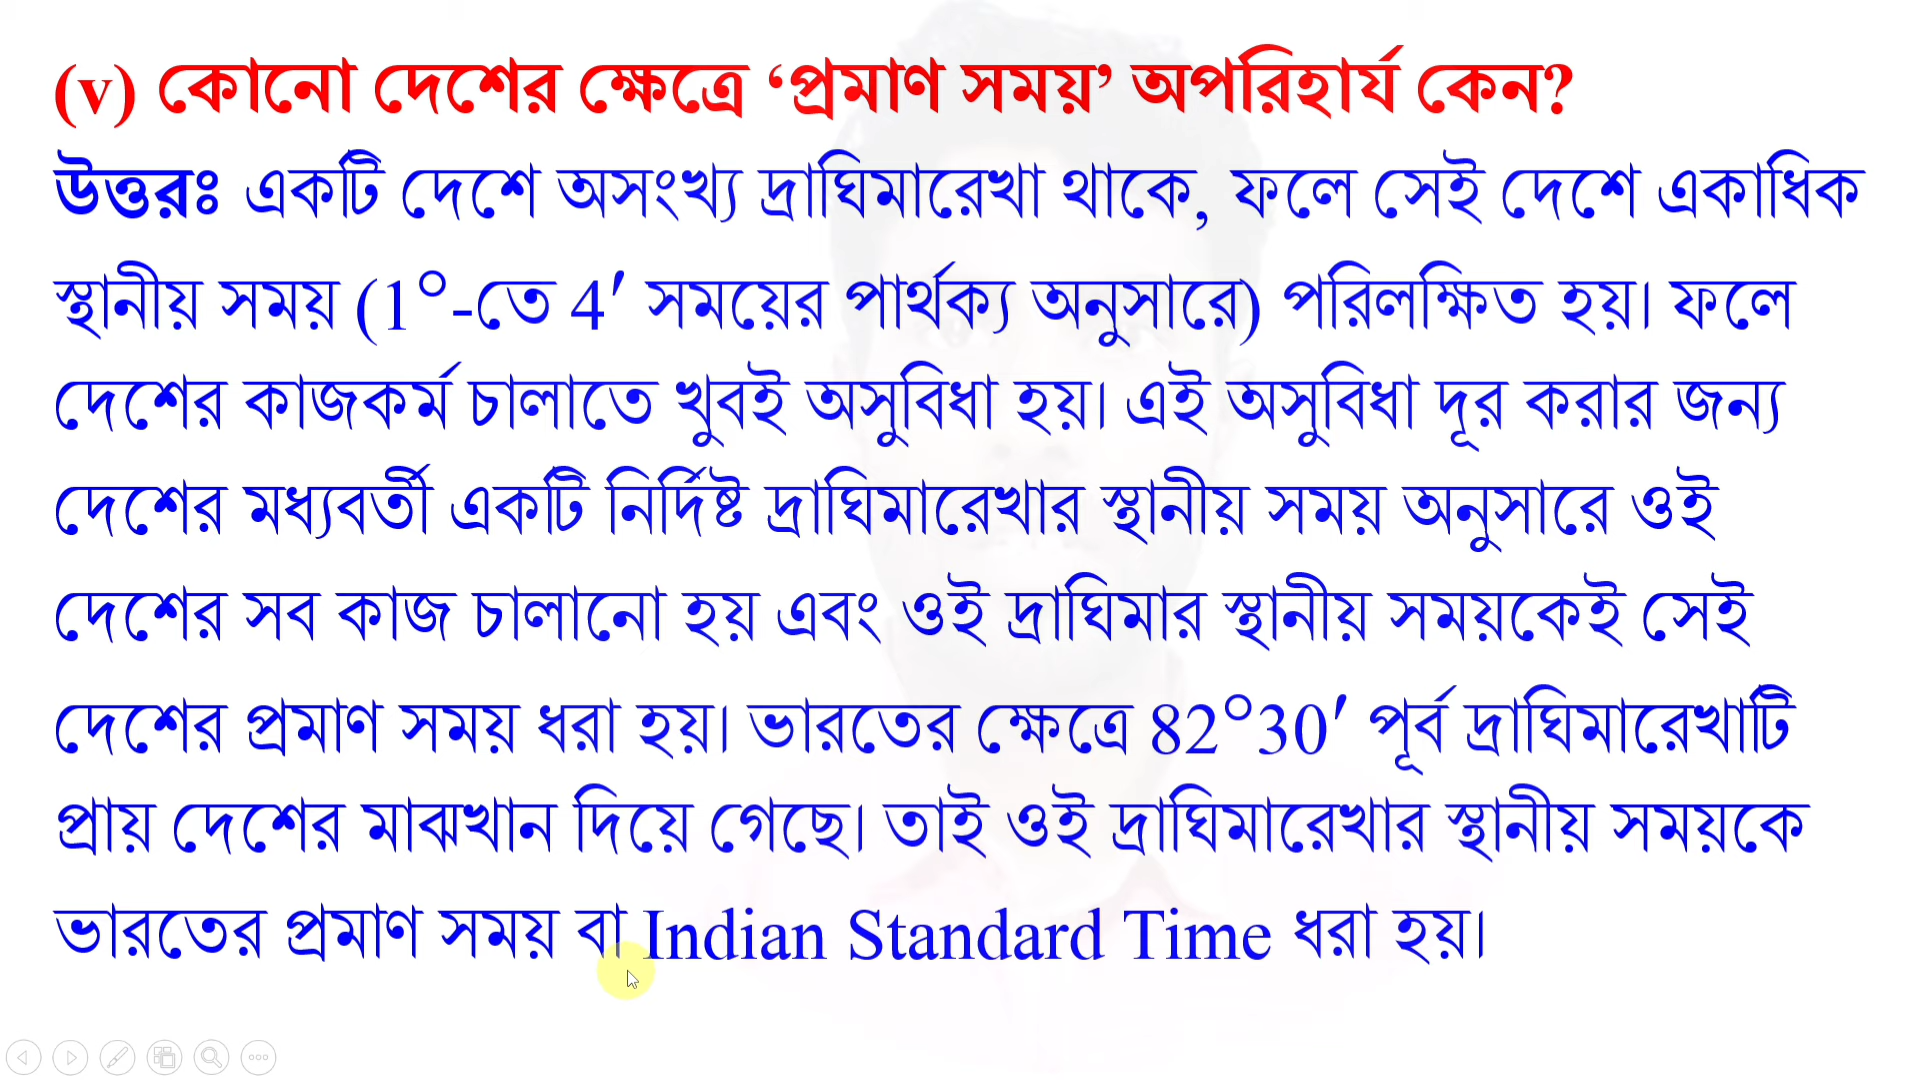 (v) কোনো দেশের ক্ষেত্রে ‘প্রমাণ সময়’ অপরিহার্য কেন?
উত্তরঃ একটি দেশে অসংখ্য দ্রাঘিমারেখা থাকে, ফলে সেই দেশে একাধিক
স্থানীয় সময় (1°-তে 4′ সময়ের পার্থক্য অনুসারে) পরিলক্ষিত হয়। ফলে
দেশের কাজকর্ম চালাতে খুবই অসুবিধা হয়। এই অসুবিধা দূর করার জন্য
দেশের মধ্যবর্তী একটি নির্দিষ্ট দ্রাঘিমারেখার স্থানীয় সময় অনুসারে ওই
দেশের সব কাজ চালানো হয় এবং ওই দ্রাঘিমার স্থানীয় সময়কেই সেই
দেশের প্রমাণ সময় ধরা হয়। ভারতের ক্ষেত্রে 82°30′ পূর্ব দ্রাঘিমারেখাটি
প্রায় দেশের মাঝখান দিয়ে গেছে। তাই ওই দ্রাঘিমারেখার স্থানীয় সময়কে
ভারতের প্রমাণ সময় বা Indian Standard Time ধরা হয়।